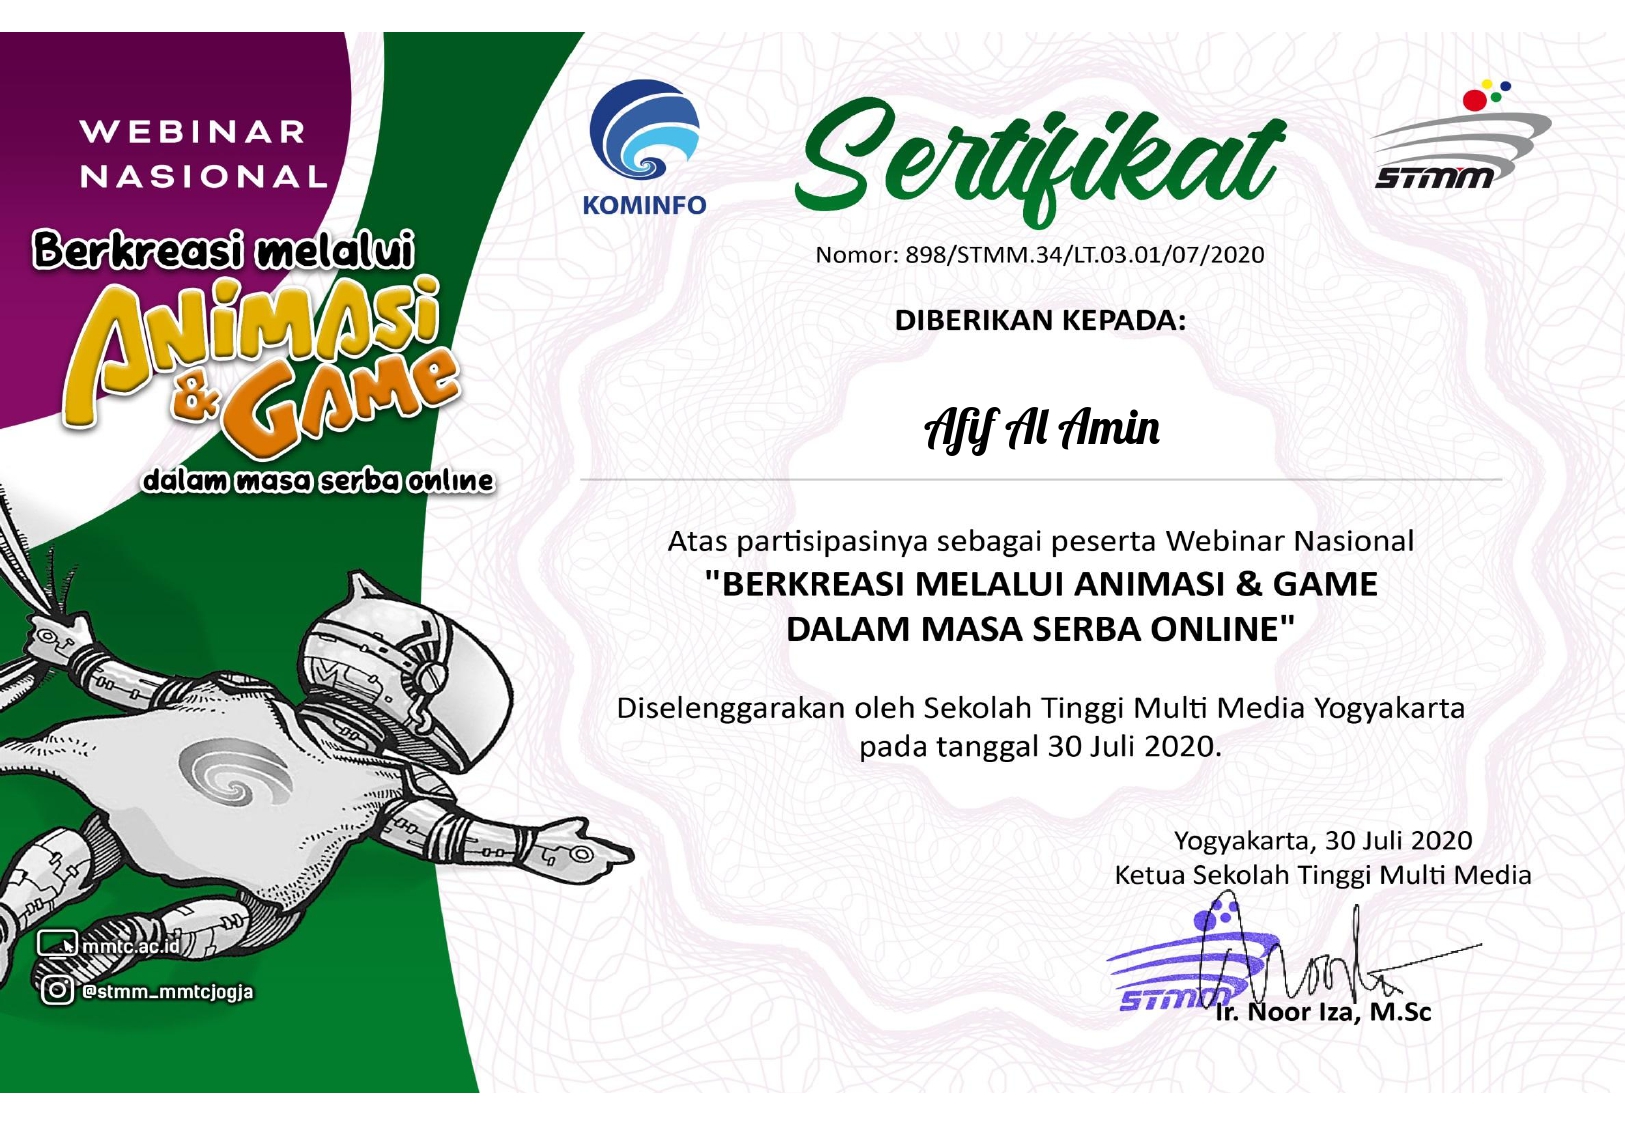 WEBINAR
NASIONAL
Berkreasi melalui
ANIMASI
& GAME
dalam masa serba online
mmtc.ac.id
@stmm_mmtcjogja
KOMINFO
Sertifikat
STMM
Nomor: 898/STMM.34/LT.03.01/07/2020
DIBERIKAN KEPADA:
Afif Al Amin
Atas partisipasinya sebagai peserta Webinar Nasional
"BERKREASI MELALUI ANIMASI & GAME
DALAM MASA SERBA ONLINE"
Diselenggarakan oleh Sekolah Tinggi Multi Media Yogyakarta
pada tanggal 30 Juli 2020.
Yogyakarta, 30 Juli 2020
Ketua Sekolah Tinggi Multi Media
STMM
Ir. Noor Iza, M.Sc